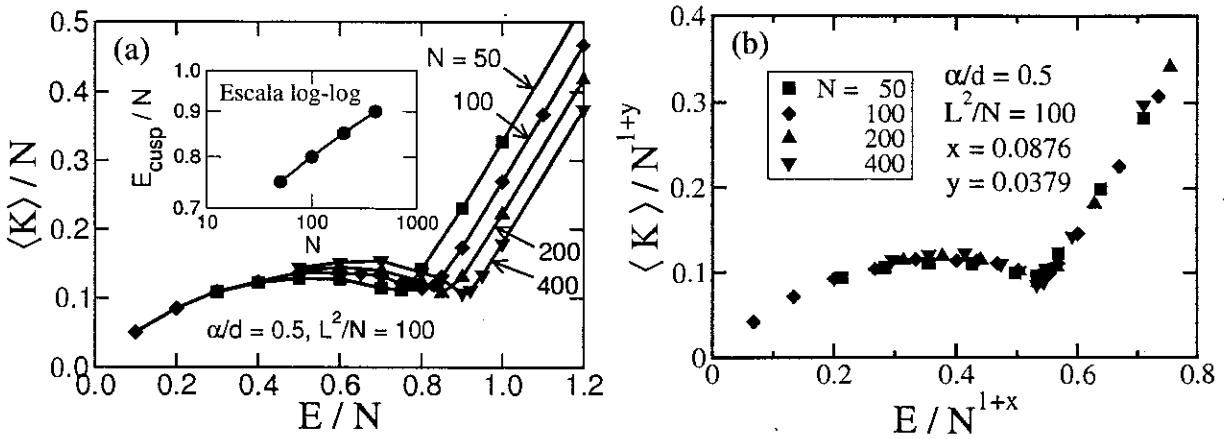 (a)
⟨K⟩ / N
0.5
0.4
0.3
0.2
0.1
0.0
0.0 0.2 0.4 0.6 0.8 1.0 1.2
E / N
N = 50
100
200
400
α/d = 0.5, L²/N = 100
Escala log-log
E_cusp / N
1.0
0.9
0.8
0.7
10 100 1000
N
(b)
⟨K⟩ / N^{1+y}
0.4
0.3
0.2
0.1
0
0 0.2 0.4 0.6 0.8
E / N^{1+x}
N = 50
100
200
400
α/d = 0.5
L²/N = 100
x = 0.0876
y = 0.0379